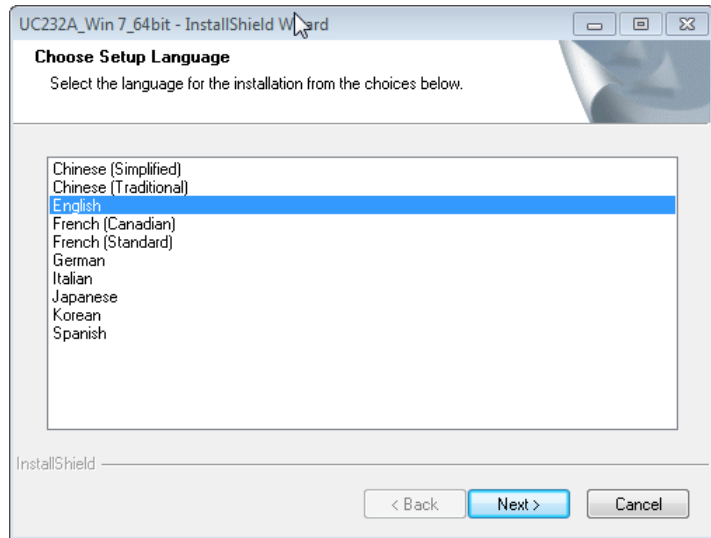 UC232A_Win 7_64bit - InstallShield Wizard
Choose Setup Language
Select the language for the installation from the choices below.
Chinese (Simplified)
Chinese (Traditional)
English
French (Canadian)
French (Standard)
German
Italian
Japanese
Korean
Spanish
InstallShield
< Back
Next >
Cancel